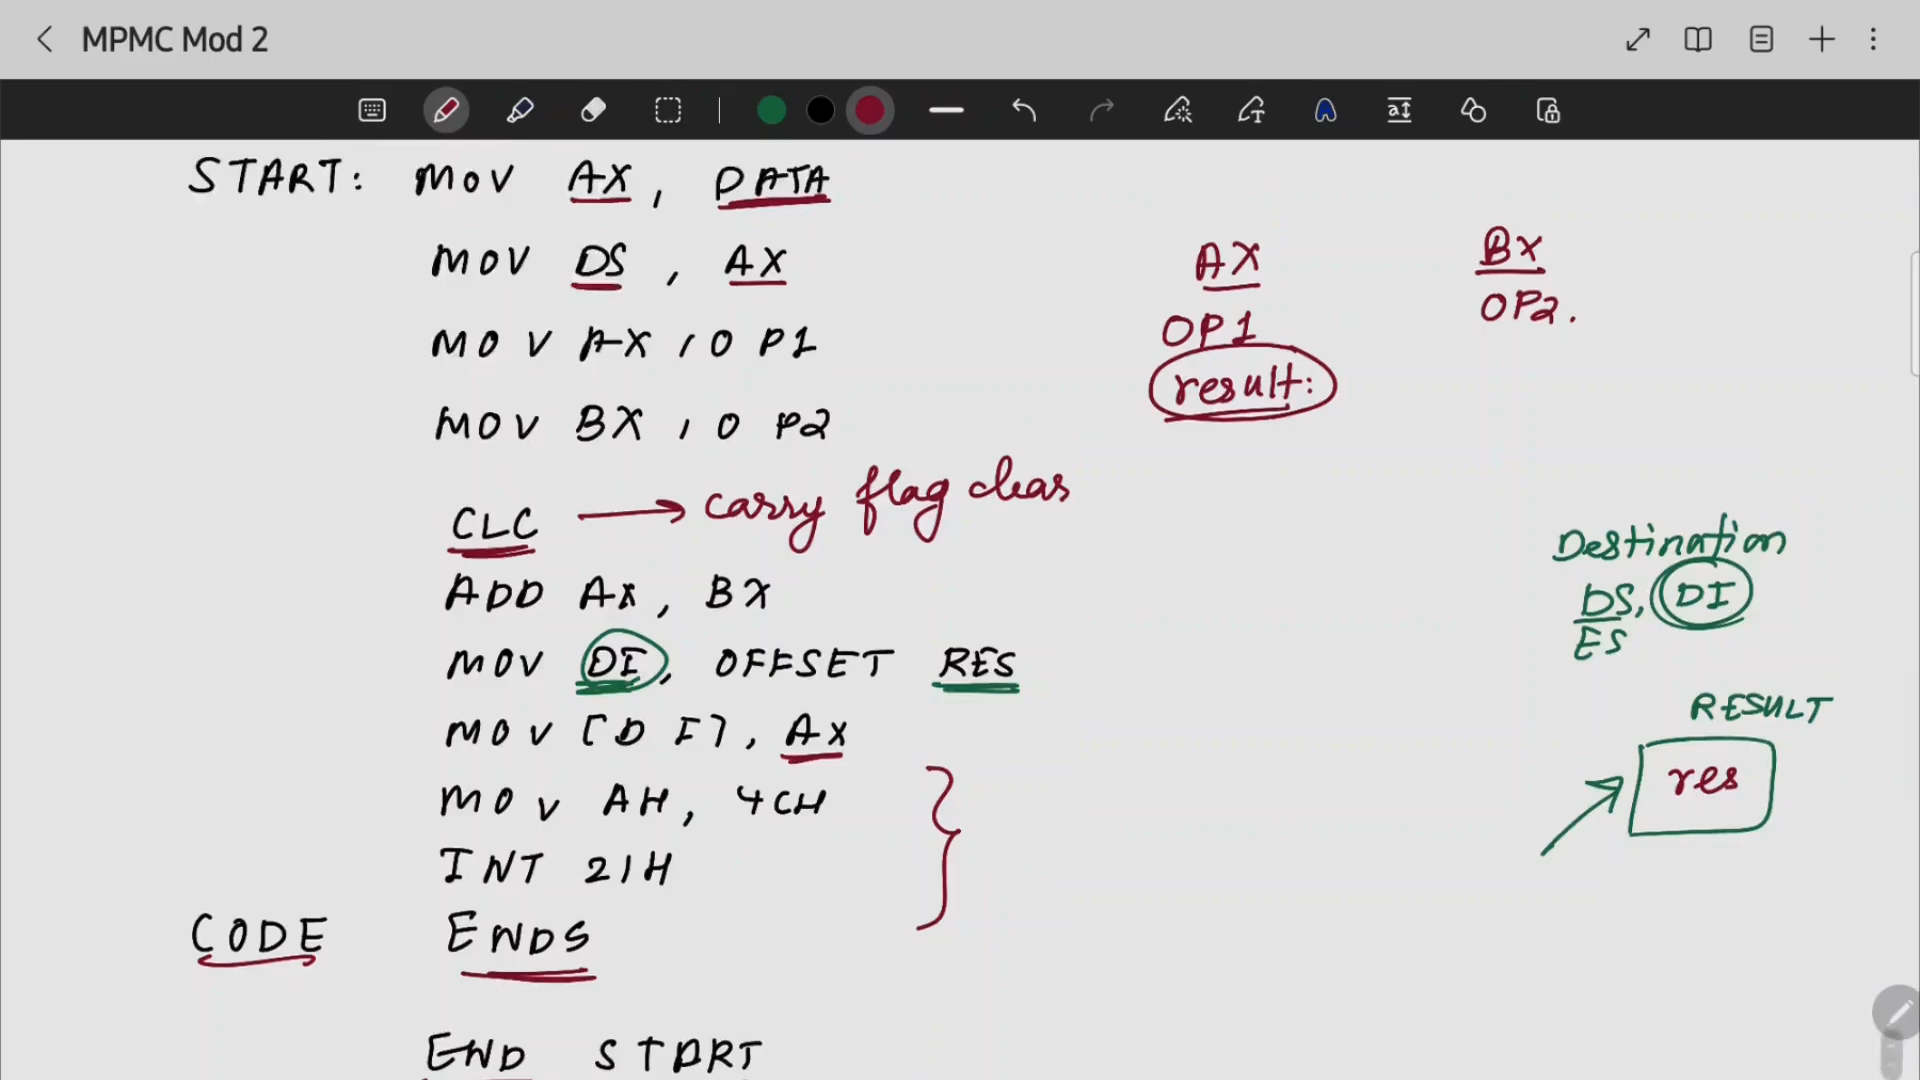 MPMC Mod 2
START: MOV AX, DATA
MOV DS, AX
MOV AX, OP1
MOV BX, OP2
CLC → carry flag clear
ADD AX, BX
MOV DI, OFFSET RES
MOV [DI], AX
MOV AH, 4CH
INT 21H
CODE ENDS
END START
AX
OP1
result:
BX
OP2.
Destination
DS, DI
ES
RESULT
res